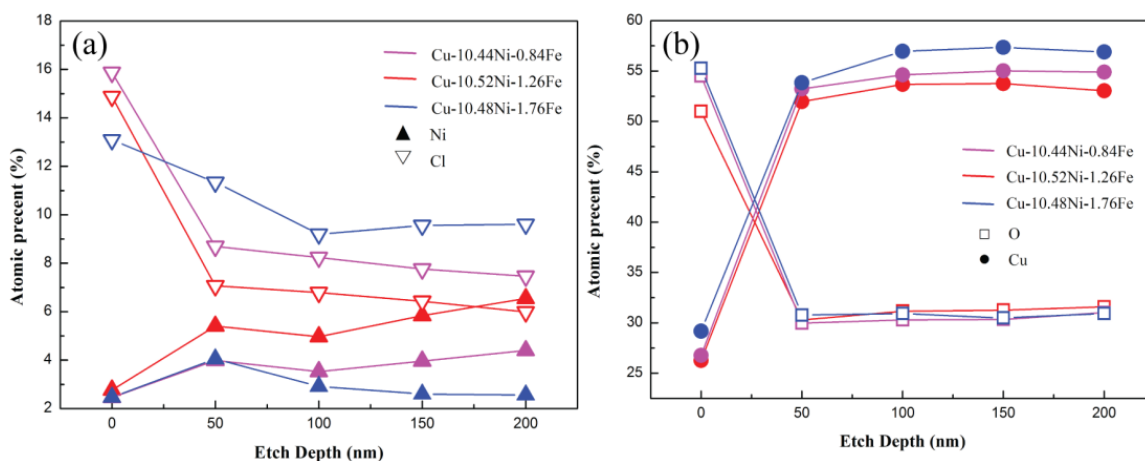 (a)
18
16
14
12
10
8
6
4
2
0
50
100
150
200
Atomic precent (%)
Etch Depth (nm)
Cu-10.44Ni-0.84Fe
Cu-10.52Ni-1.26Fe
Cu-10.48Ni-1.76Fe
Ni
Cl
(b)
60
55
50
45
40
35
30
25
0
50
100
150
200
Atomic precent (%)
Etch Depth (nm)
Cu-10.44Ni-0.84Fe
Cu-10.52Ni-1.26Fe
Cu-10.48Ni-1.76Fe
O
Cu